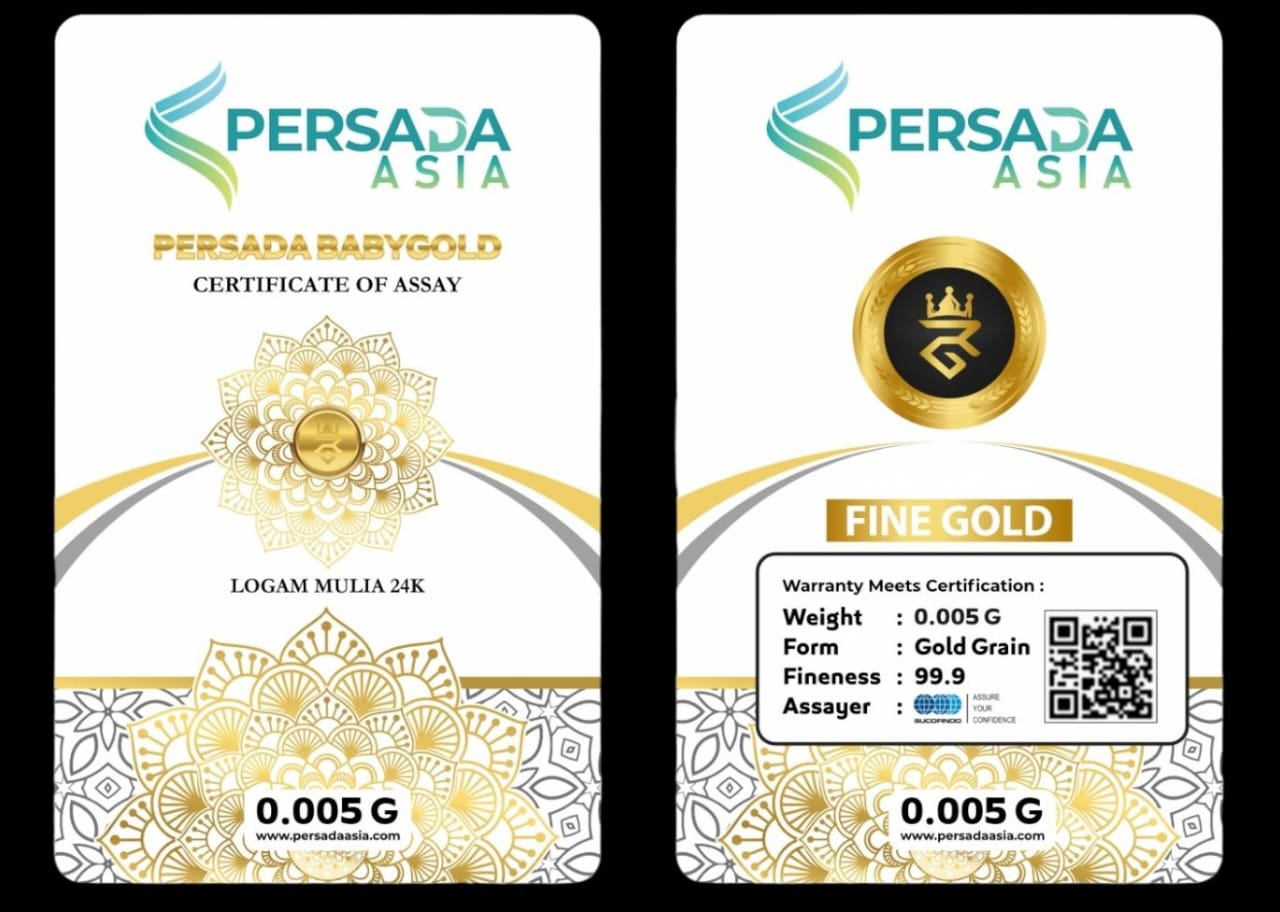 PERSADA
ASIA
PERSADA BABYGOLD
CERTIFICATE OF ASSAY
LOGAM MULIA 24K
0.005 G
www.persadaasia.com
PERSADA
ASIA
FINE GOLD
Warranty Meets Certification :
Weight : 0.005 G
Form : Gold Grain
Fineness : 99.9
Assayer : SUCOFINDO ASSURE
YOUR
CONFIDENCE
0.005 G
www.persadaasia.com